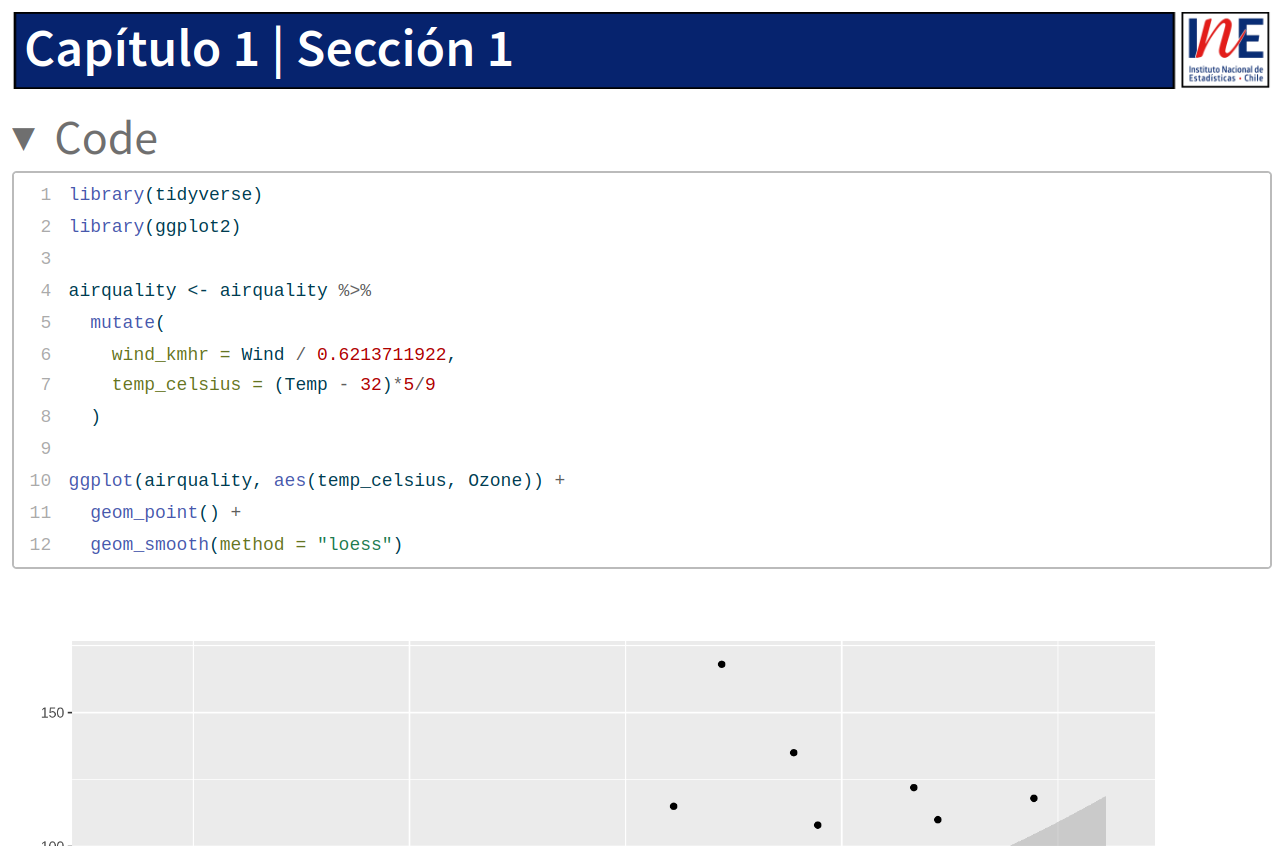 Capítulo 1 | Sección 1
INE
Instituto Nacional de
Estadísticas • Chile
▼ Code
1 library(tidyverse)
2 library(ggplot2)
3
4 airquality <- airquality %>%
5   mutate(
6     wind_kmhr = Wind / 0.6213711922,
7     temp_celsius = (Temp - 32)*5/9
8   )
9
10 ggplot(airquality, aes(temp_celsius, Ozone)) +
11   geom_point() +
12   geom_smooth(method = "loess")
150
100